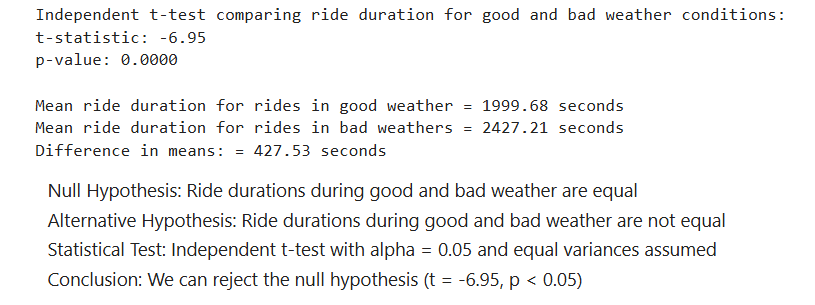 Independent t-test comparing ride duration for good and bad weather conditions:
t-statistic: -6.95
p-value: 0.0000
Mean ride duration for rides in good weather = 1999.68 seconds
Mean ride duration for rides in bad weathers = 2427.21 seconds
Difference in means: = 427.53 seconds
Null Hypothesis: Ride durations during good and bad weather are equal
Alternative Hypothesis: Ride durations during good and bad weather are not equal
Statistical Test: Independent t-test with alpha = 0.05 and equal variances assumed
Conclusion: We can reject the null hypothesis (t = -6.95, p < 0.05)